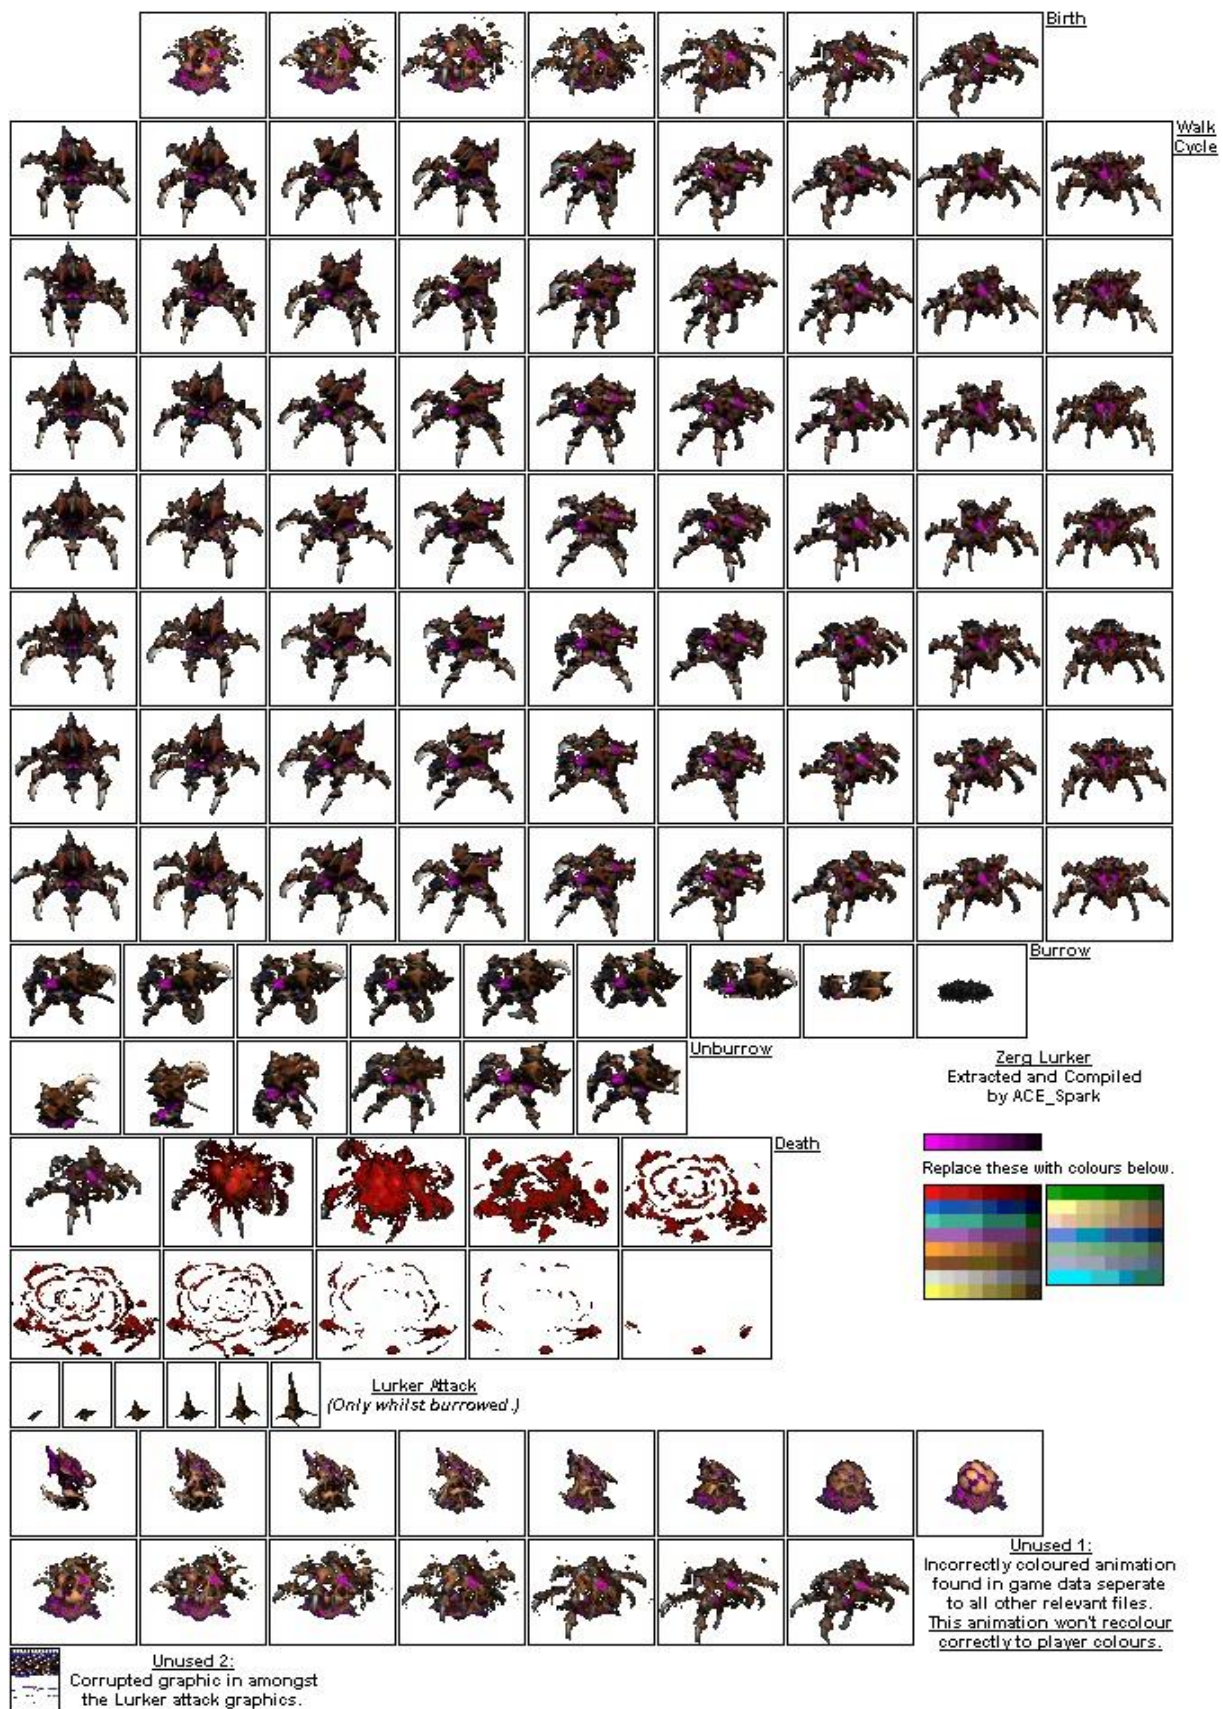 Birth
Walk
Cycle
Burrow
Unburrow
Zerg Lurker
Extracted and Compiled
by ACE_Spark
Death
Replace these with colours below.
Lurker Attack
(Only whilst burrowed.)
Unused 1:
Incorrectly coloured animation
found in game data seperate
to all other relevant files.
This animation won't recolour
correctly to player colours.
Unused 2:
Corrupted graphic in amongst
the Lurker attack graphics.